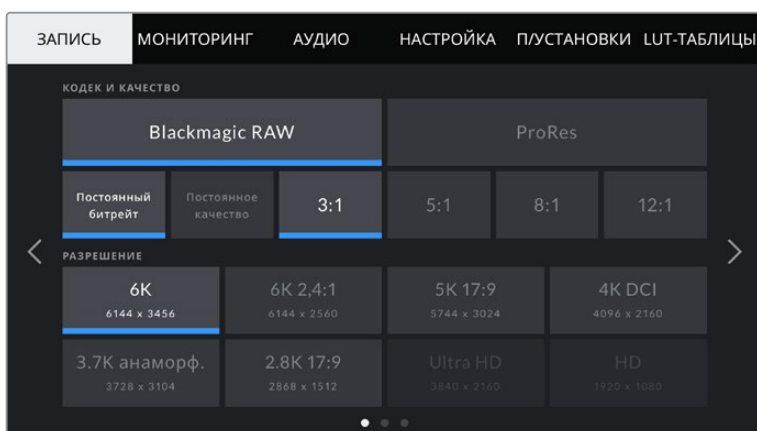 ЗАПИСЬ МОНИТОРИНГ АУДИО НАСТРОЙКА П/УСТАНОВКИ LUT-ТАБЛИЦЫ
КОДЕК И КАЧЕСТВО
Blackmagic RAW ProRes
Постоянный битрейт Постоянное качество 3:1 5:1 8:1 12:1
РАЗРЕШЕНИЕ
6K 6K 2,4:1 5K 17:9 4K DCI
6144 x 3456 6144 x 2560 5744 x 3024 4096 x 2160
3.7K анаморф. 2.8K 17:9 Ultra HD HD
3728 x 3104 2868 x 1512 3840 x 2160 1920 x 1080